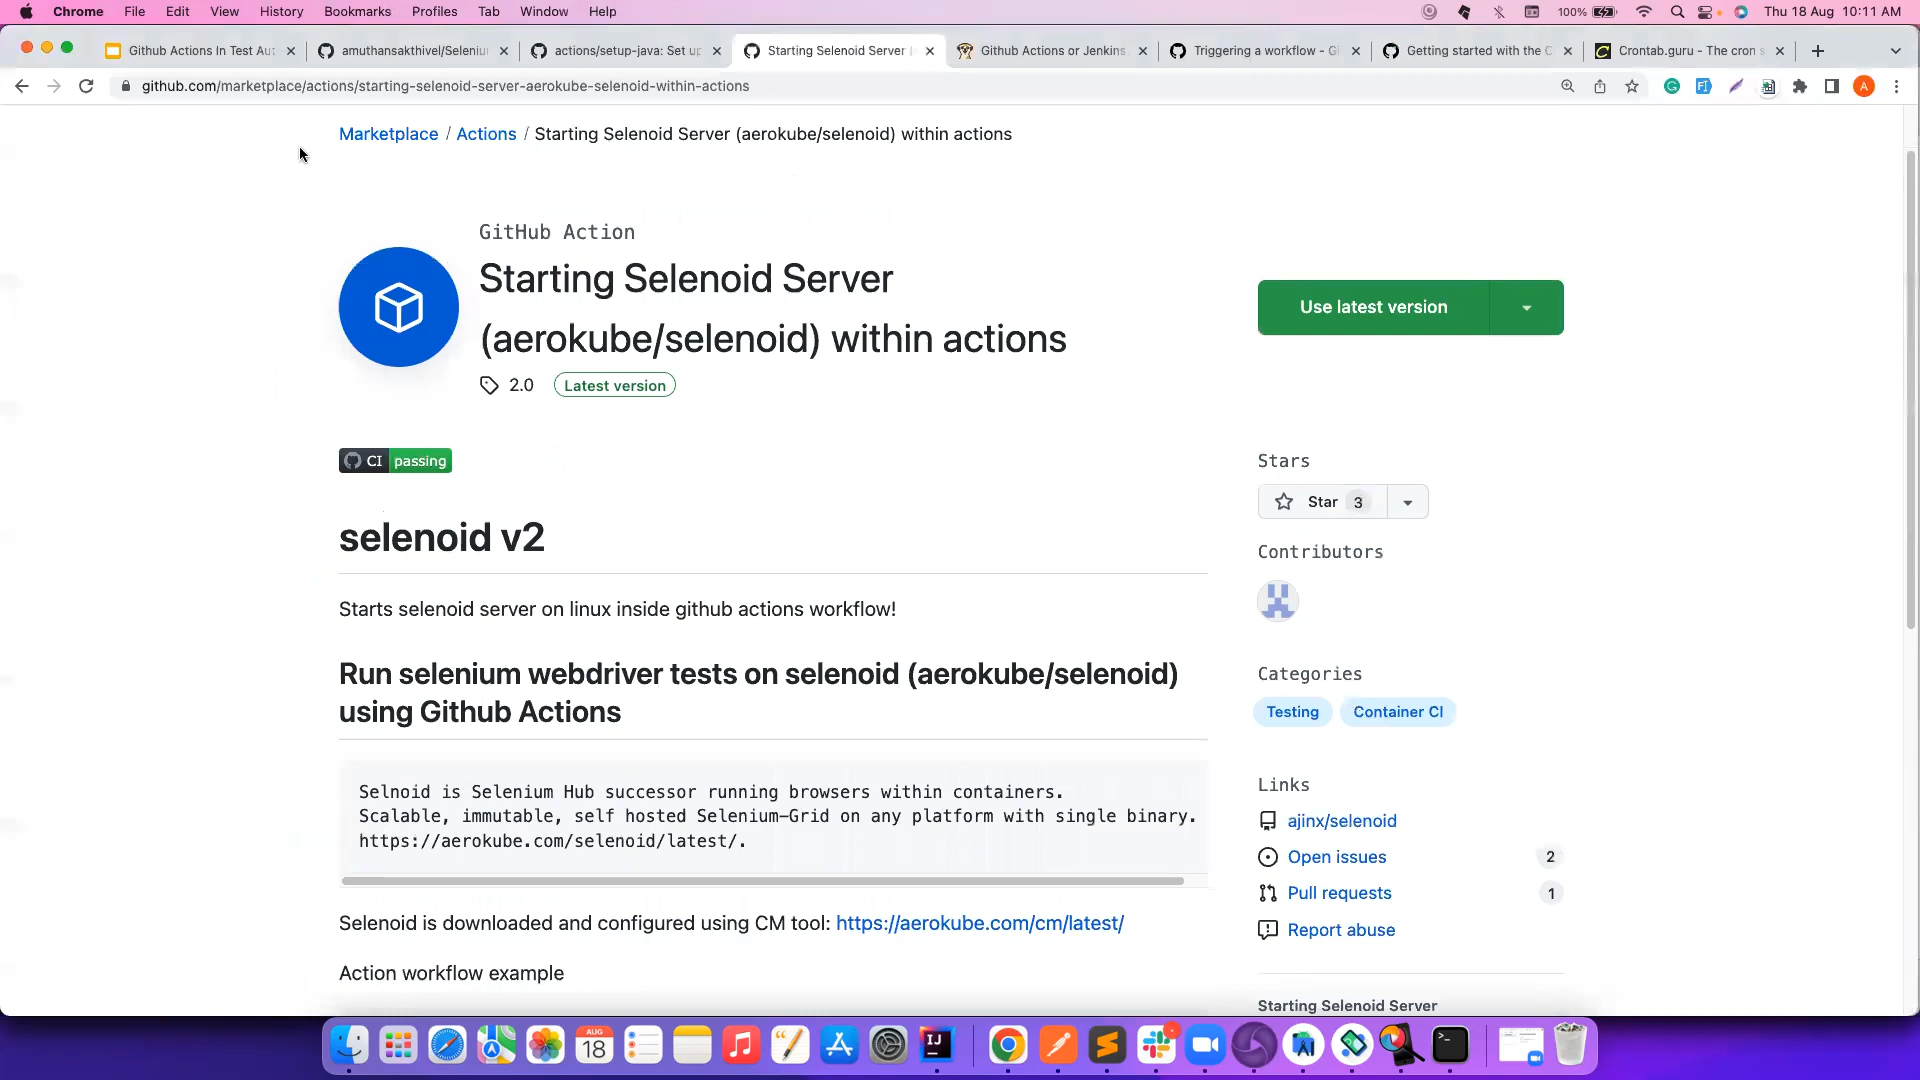 Chrome File Edit View History Bookmarks Profiles Tab Window Help 100% Thu 18 Aug 10:11 AM
Github Actions In Test Au amuthansakthivel/Seleniu actions/setup-java: Set up Starting Selenoid Server ( Github Actions or Jenkins Triggering a workflow - Gi Getting started with the C Crontab.guru - The cron s
github.com/marketplace/actions/starting-selenoid-server-aerokube-selenoid-within-actions A
Marketplace / Actions / Starting Selenoid Server (aerokube/selenoid) within actions
GitHub Action
Starting Selenoid Server
(aerokube/selenoid) within actions
2.0 Latest version
Use latest version
CI passing
selenoid v2
Starts selenoid server on linux inside github actions workflow!
Run selenium webdriver tests on selenoid (aerokube/selenoid)
using Github Actions
Selnoid is Selenium Hub successor running browsers within containers.
Scalable, immutable, self hosted Selenium-Grid on any platform with single binary.
https://aerokube.com/selenoid/latest/.
Selenoid is downloaded and configured using CM tool: https://aerokube.com/cm/latest/
Action workflow example
Stars
Star 3
Contributors
Categories
Testing Container CI
Links
ajinx/selenoid
Open issues 2
Pull requests 1
Report abuse
Starting Selenoid Server
AUG
18
IJ